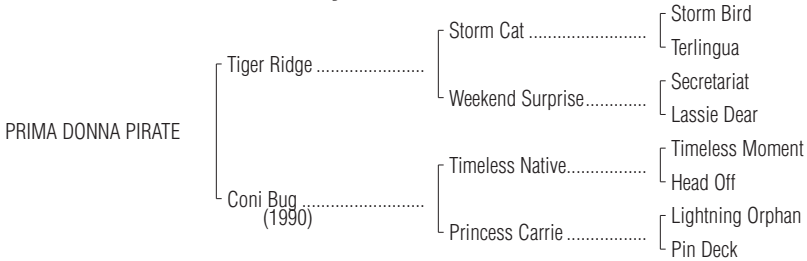 Storm Bird
Storm Cat ..........................
Terlingua
Tiger Ridge ........................
Secretariat
Weekend Surprise..............
Lassie Dear
PRIMA DONNA PIRATE
Timeless Moment
Timeless Native..................
Head Off
Coni Bug ...........................
(1990)
Lightning Orphan
Princess Carrie ..................
Pin Deck